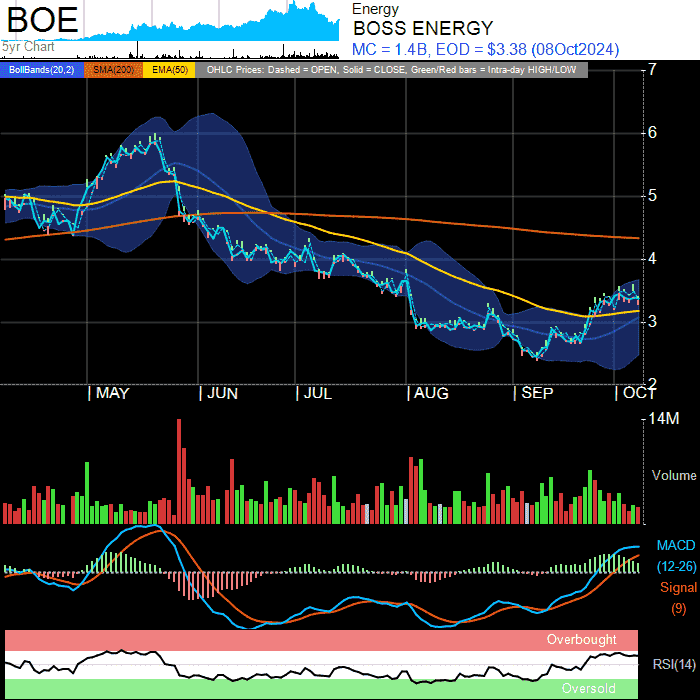 BOE
5yr Chart
Energy
BOSS ENERGY
MC = 1.4B, EOD = $3.38 (08Oct2024)
BollBands(20,2) SMA(200) EMA(50) OHLC Prices: Dashed = OPEN, Solid = CLOSE, Green/Red bars = Intra-day HIGH/LOW
7
6
5
4
3
2
| MAY | JUN | JUL | AUG | SEP | OCT
14M
Volume
MACD
(12-26)
Signal
(9)
Overbought
RSI(14)
Oversold